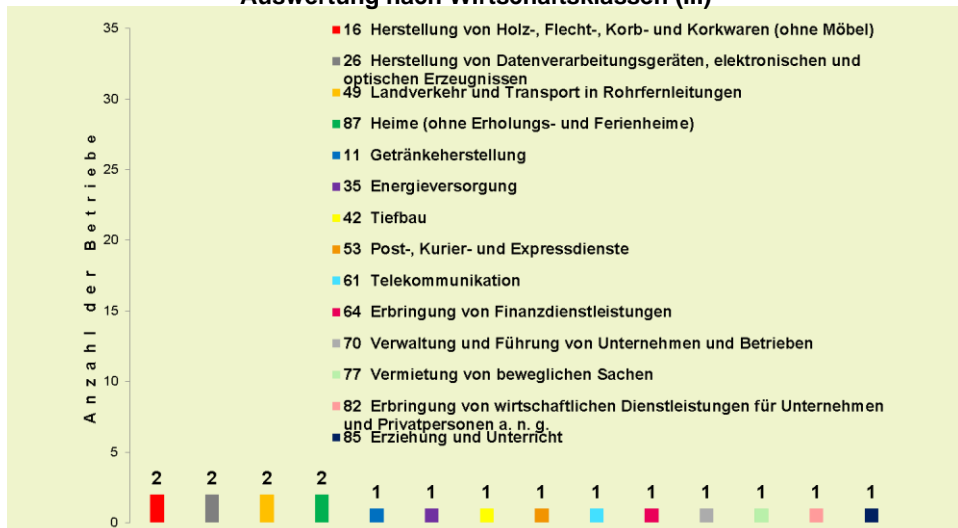 Auswertung nach Wirtschaftsklassen (III)
Anzahl der Betriebe
35
30
25
20
15
10
5
0
16 Herstellung von Holz-, Flecht-, Korb- und Korkwaren (ohne Möbel)
26 Herstellung von Datenverarbeitungsgeräten, elektronischen und
optischen Erzeugnissen
49 Landverkehr und Transport in Rohrfernleitungen
87 Heime (ohne Erholungs- und Ferienheime)
11 Getränkeherstellung
35 Energieversorgung
42 Tiefbau
53 Post-, Kurier- und Expressdienste
61 Telekommunikation
64 Erbringung von Finanzdienstleistungen
70 Verwaltung und Führung von Unternehmen und Betrieben
77 Vermietung von beweglichen Sachen
82 Erbringung von wirtschaftlichen Dienstleistungen für Unternehmen
und Privatpersonen a. n. g.
85 Erziehung und Unterricht
2 2 2 2 1 1 1 1 1 1 1 1 1 1